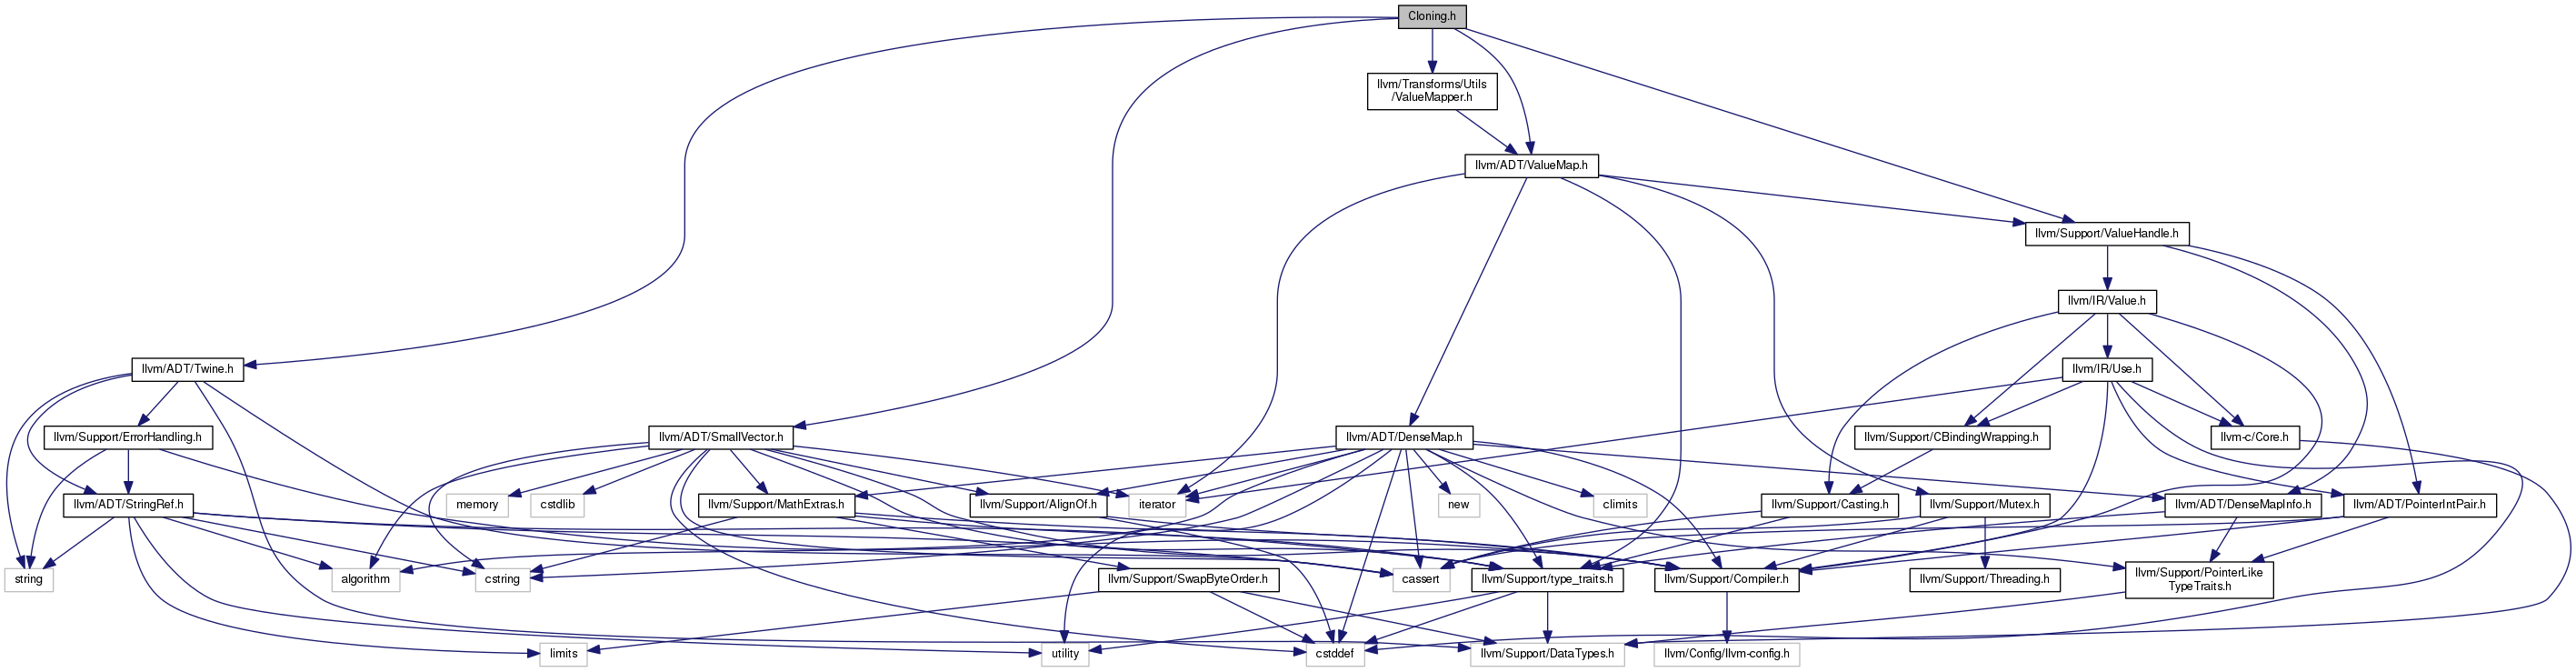 Cloning.h
llvm/Transforms/Utils
/ValueMapper.h
llvm/ADT/ValueMap.h
llvm/Support/ValueHandle.h
llvm/IR/Value.h
llvm/ADT/Twine.h
llvm/IR/Use.h
llvm/Support/ErrorHandling.h
llvm/ADT/SmallVector.h
llvm/ADT/DenseMap.h
llvm/Support/CBindingWrapping.h
llvm-c/Core.h
llvm/ADT/StringRef.h
memory
cstdlib
llvm/Support/MathExtras.h
llvm/Support/AlignOf.h
iterator
new
climits
llvm/Support/Casting.h
llvm/Support/Mutex.h
llvm/ADT/DenseMapInfo.h
llvm/ADT/PointerIntPair.h
string
algorithm
cstring
llvm/Support/SwapByteOrder.h
cassert
llvm/Support/type_traits.h
llvm/Support/Compiler.h
llvm/Support/Threading.h
llvm/Support/PointerLike
TypeTraits.h
limits
utility
cstddef
llvm/Support/DataTypes.h
llvm/Config/llvm-config.h